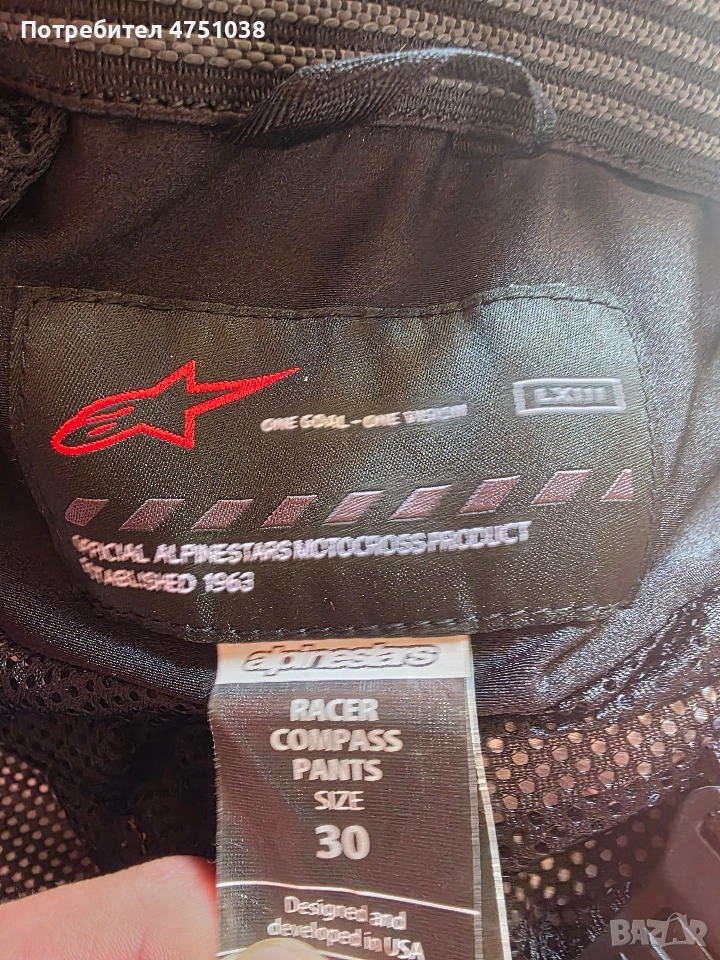 Потребител 4751038
ONE GOAL - ONE VISION
LXIII
OFFICIAL ALPINESTARS MOTOCROSS PRODUCT
ESTABLISHED 1963
alpinestars
RACER
COMPASS
PANTS
SIZE
30
Designed and
developed in USA
BAZAR